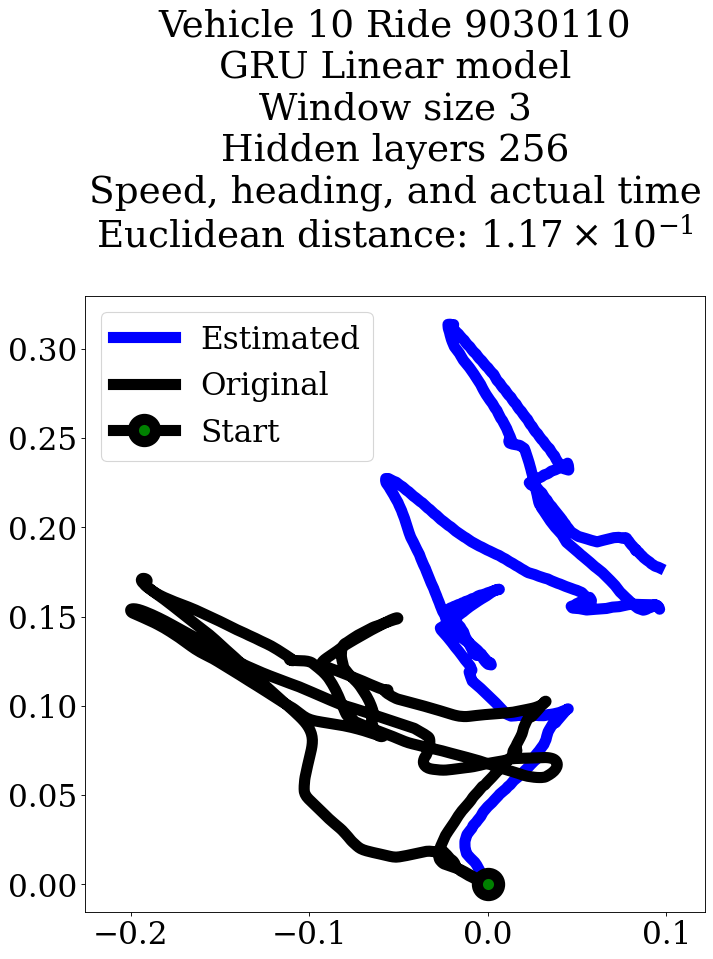 Vehicle 10 Ride 9030110
GRU Linear model
Window size 3
Hidden layers 256
Speed, heading, and actual time
Euclidean distance: 1.17 × 10⁻¹
Estimated
Original
Start
0.30
0.25
0.20
0.15
0.10
0.05
0.00
−0.2 −0.1 0.0 0.1